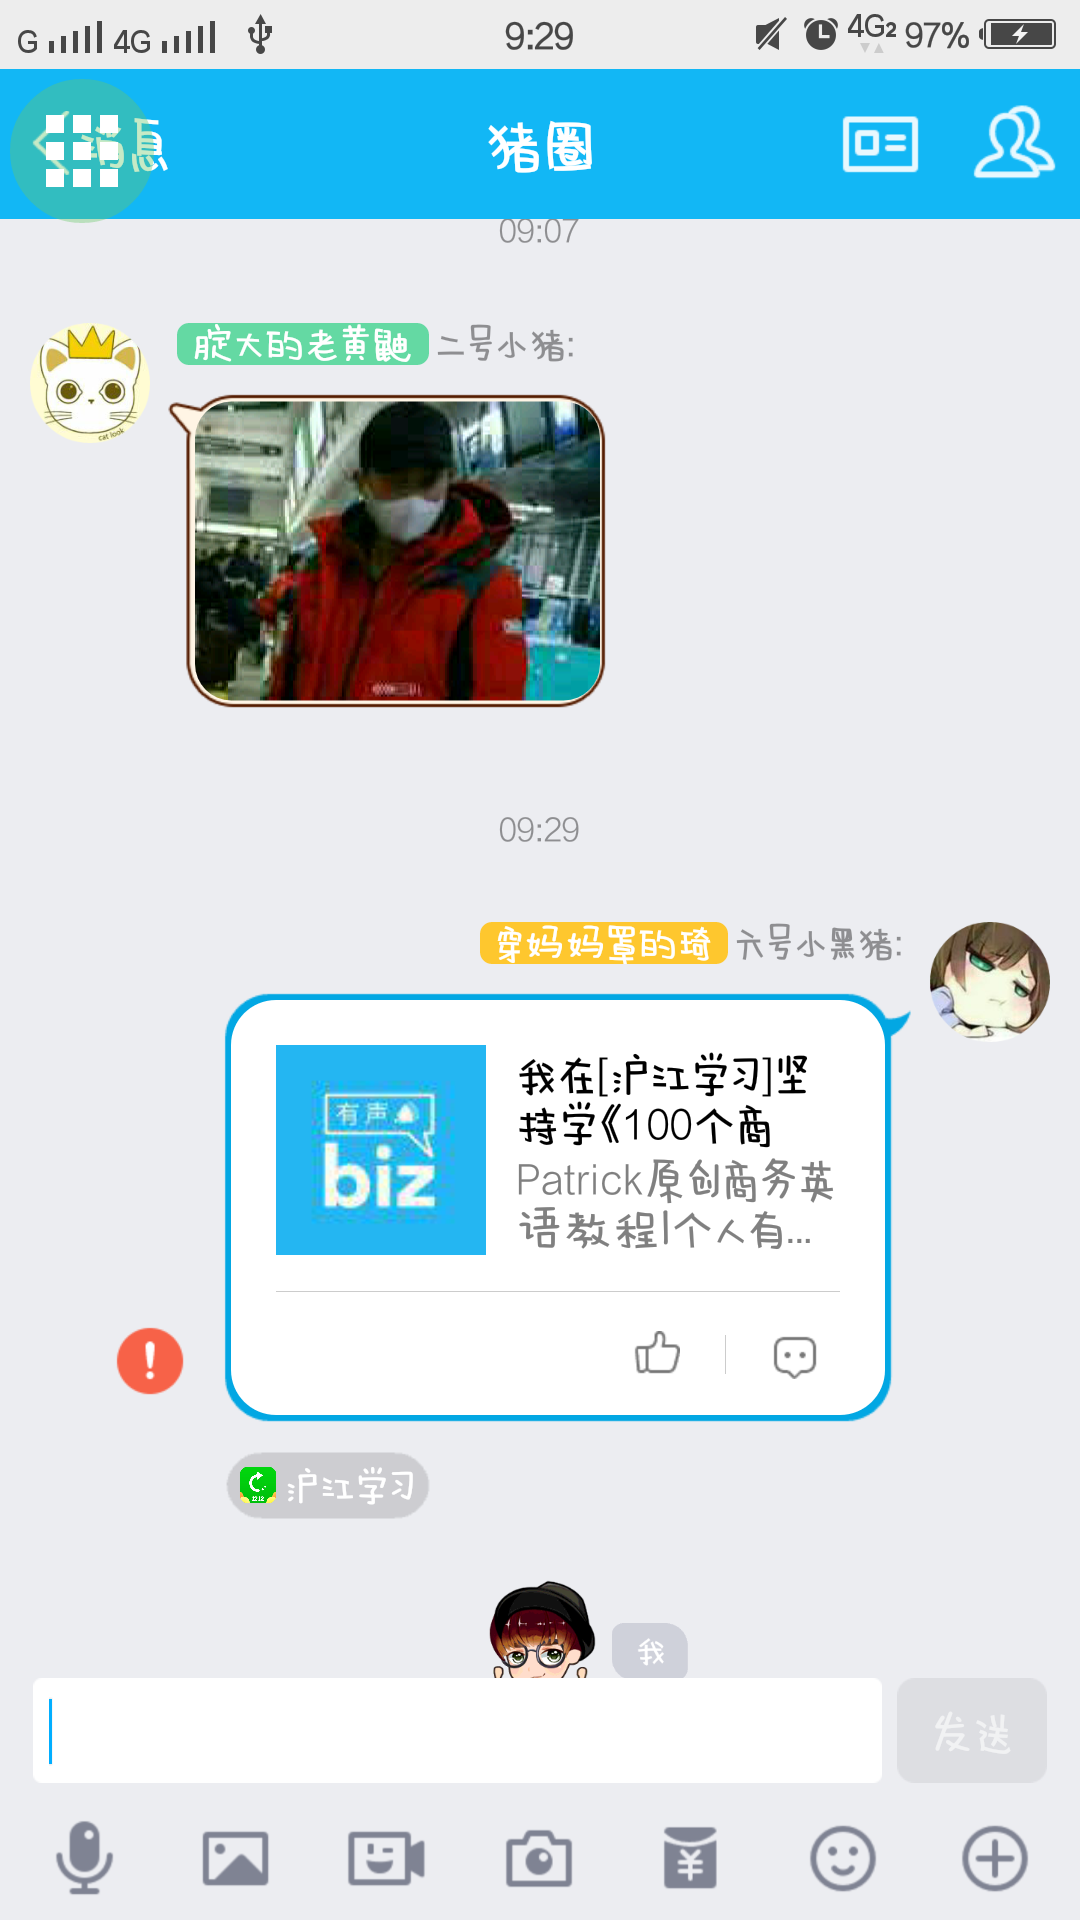 G 4G 9:29 4G2 97%
消息 猪圈
09:07
腚大的老黄鼬 二号小猪:
cat look
09:29
穿妈妈罩的琦 六号小黑猪:
我在[沪江学习]坚
持学《100个商
Patrick原创商务英
语教程|个人有...
有声
biz
沪江学习
我
发送